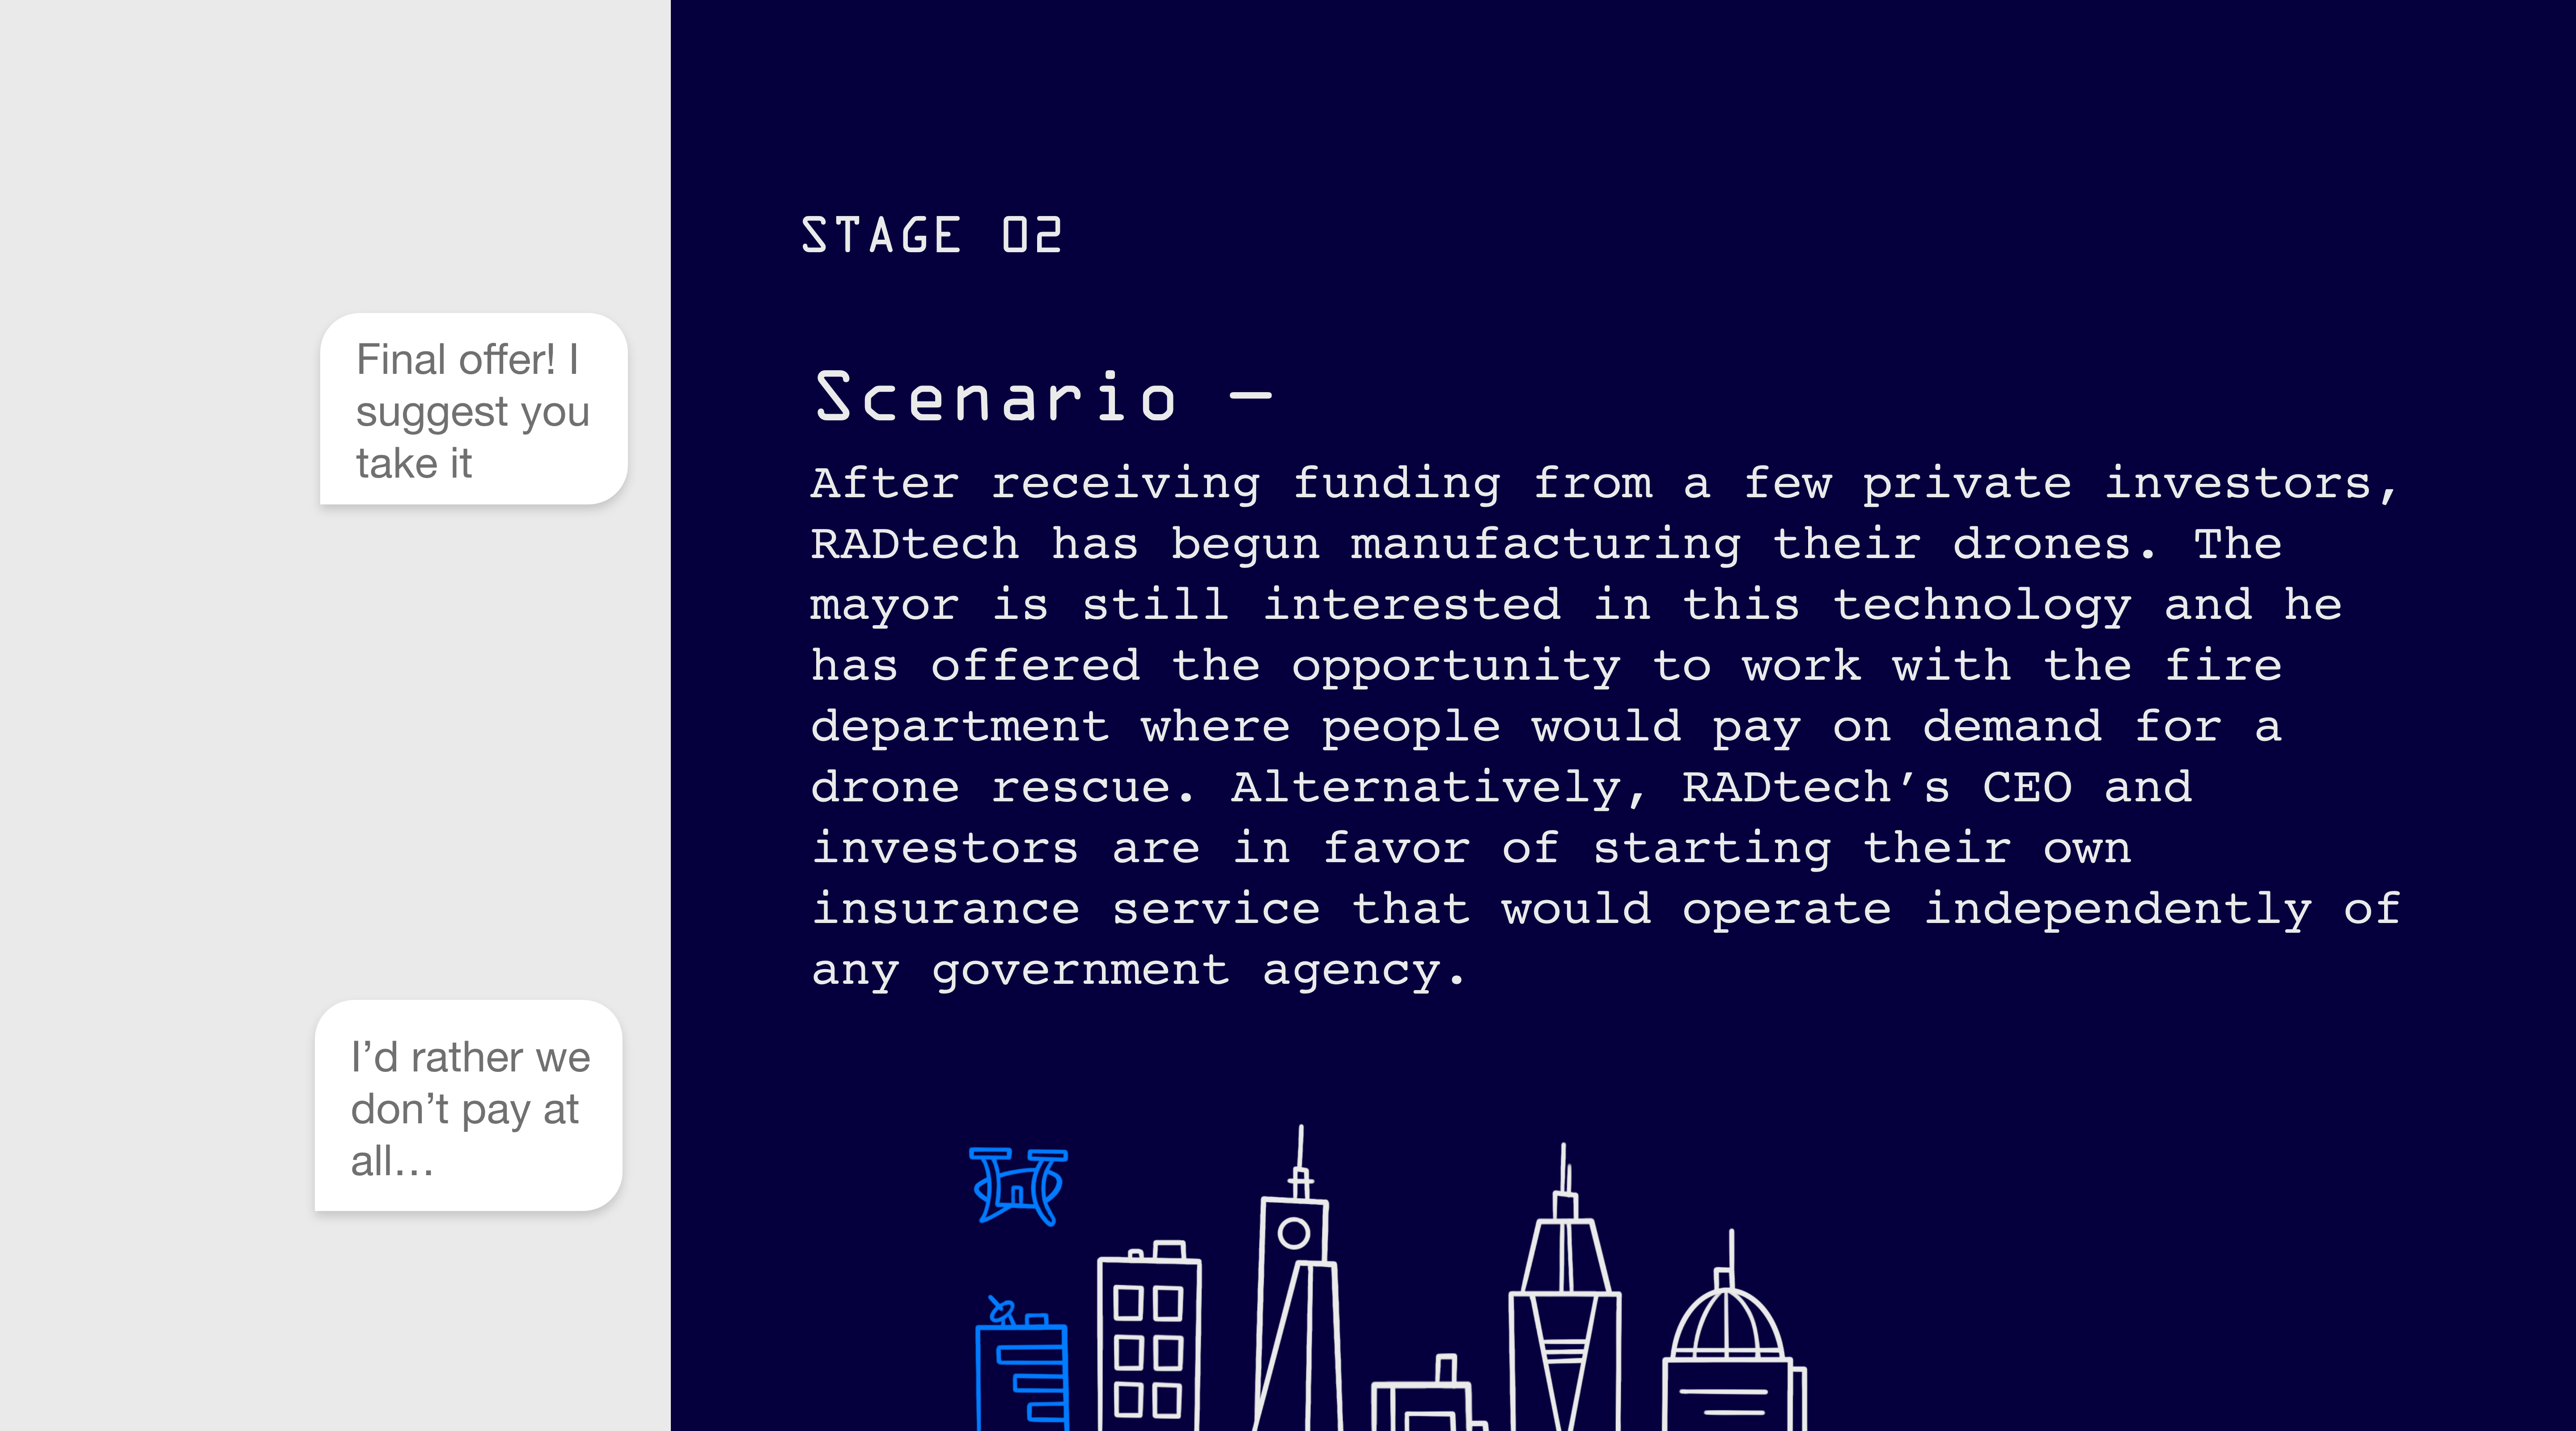 Final offer! I
suggest you
take it
I’d rather we
don’t pay at
all...
STAGE 02
Scenario —
After receiving funding from a few private investors,
RADtech has begun manufacturing their drones. The
mayor is still interested in this technology and he
has offered the opportunity to work with the fire
department where people would pay on demand for a
drone rescue. Alternatively, RADtech’s CEO and
investors are in favor of starting their own
insurance service that would operate independently of
any government agency.